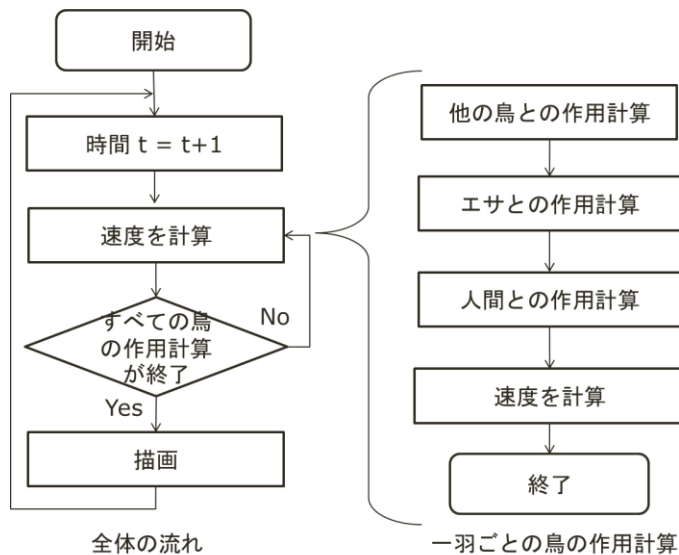 開始
時間 t = t+1
速度を計算
すべての鳥
の作用計算
が終了
No
Yes
描画
全体の流れ
他の鳥との作用計算
エサとの作用計算
人間との作用計算
速度を計算
終了
一羽ごとの鳥の作用計算